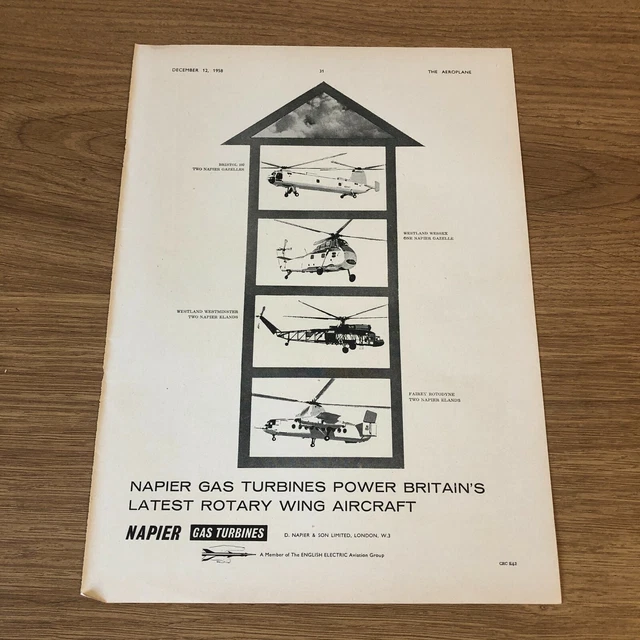 DECEMBER 12, 1958
31
THE AEROPLANE
BRISTOL 192
TWO NAPIER GAZELLES
WESTLAND WESSEX
ONE NAPIER GAZELLE
WESTLAND WESTMINSTER
TWO NAPIER ELANDS
FAIREY ROTODYNE
TWO NAPIER ELANDS
NAPIER GAS TURBINES POWER BRITAIN'S
LATEST ROTARY WING AIRCRAFT
NAPIER GAS TURBINES
D. NAPIER & SON LIMITED, LONDON, W.3
A Member of The ENGLISH ELECTRIC Aviation Group